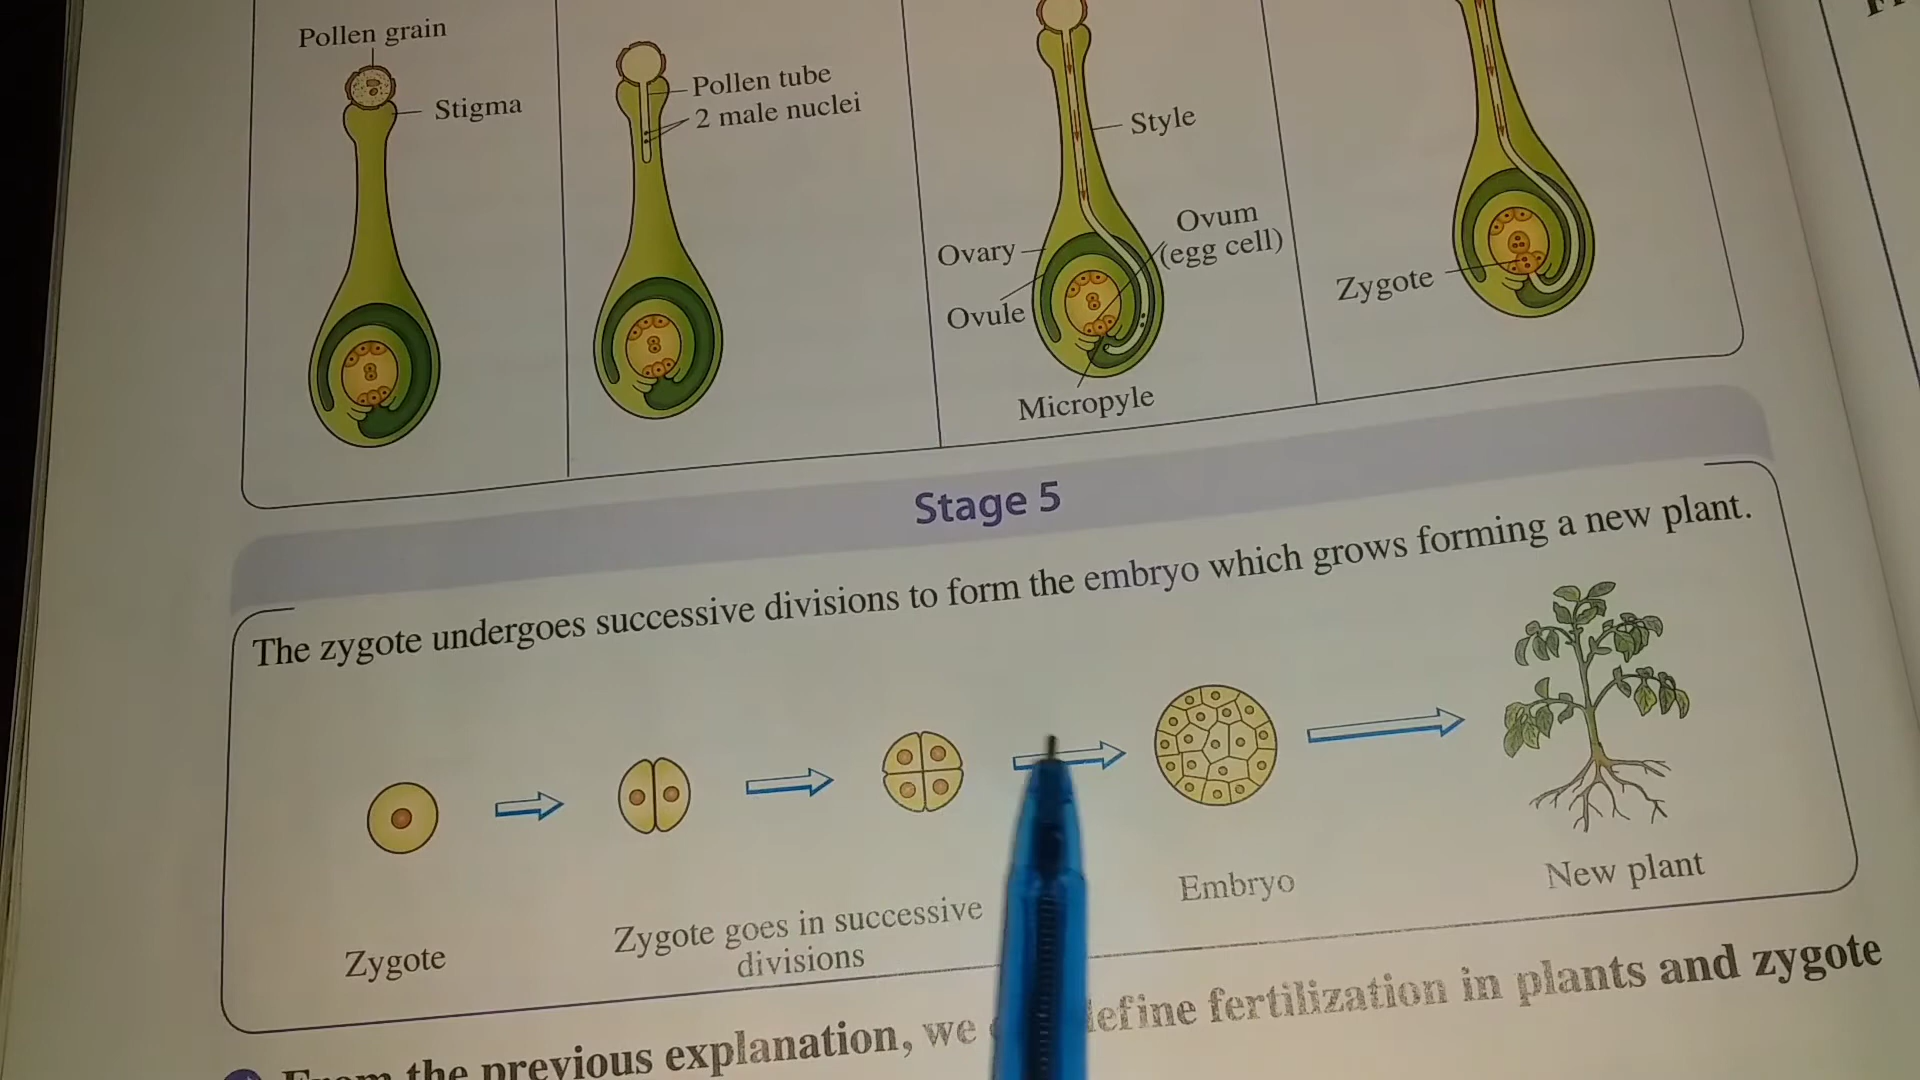 Pollen grain
Stigma
Pollen tube
2 male nuclei
Style
Ovary
Ovum
(egg cell)
Ovule
Micropyle
Zygote
Stage 5
The zygote undergoes successive divisions to form the embryo which grows forming a new plant.
Zygote
Zygote goes in successive
divisions
Embryo
New plant
From the previous explanation, we define fertilization in plants and zygote